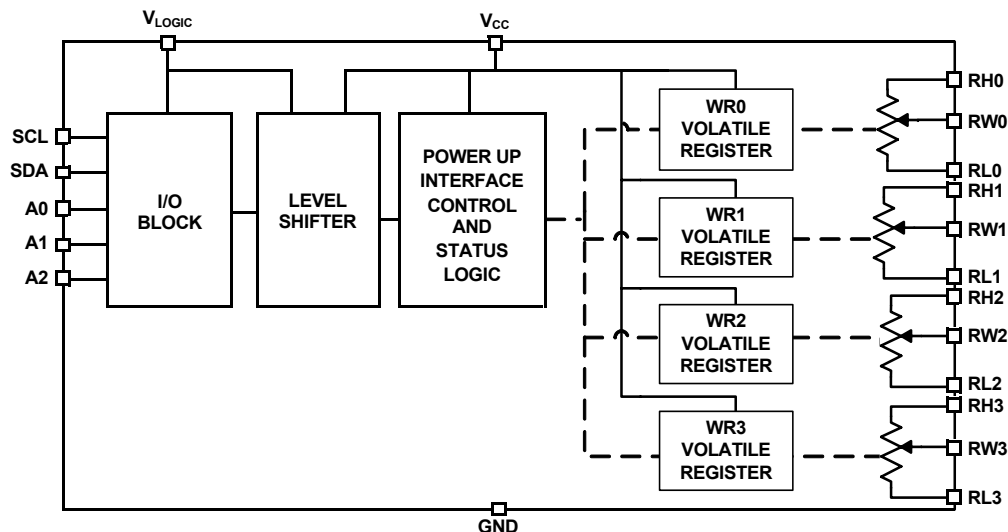 VLOGIC
VCC
SCL
SDA
A0
A1
A2
I/O
BLOCK
LEVEL
SHIFTER
POWER UP
INTERFACE
CONTROL
AND
STATUS
LOGIC
WR0
VOLATILE
REGISTER
WR1
VOLATILE
REGISTER
WR2
VOLATILE
REGISTER
WR3
VOLATILE
REGISTER
RH0
RW0
RL0
RH1
RW1
RL1
RH2
RW2
RL2
RH3
RW3
RL3
GND